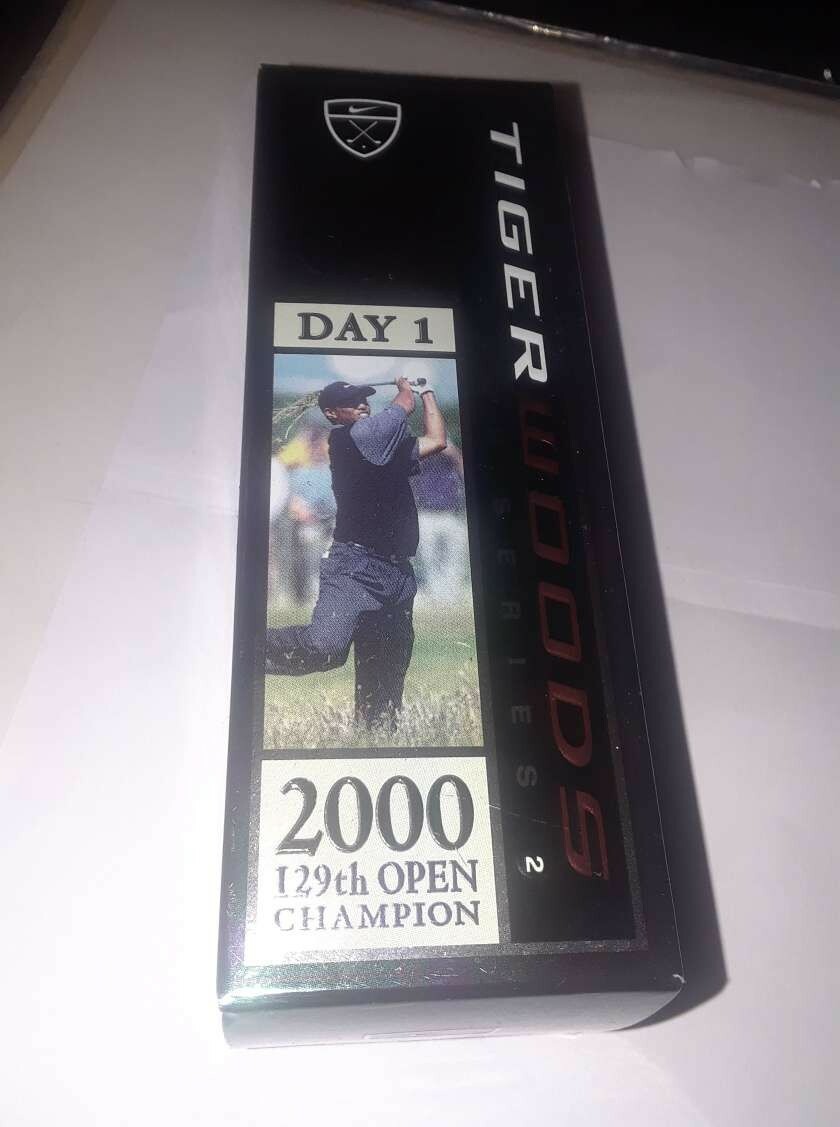 DAY 1
2000
129th OPEN
CHAMPION
TIGER WOODS
SERIES 2